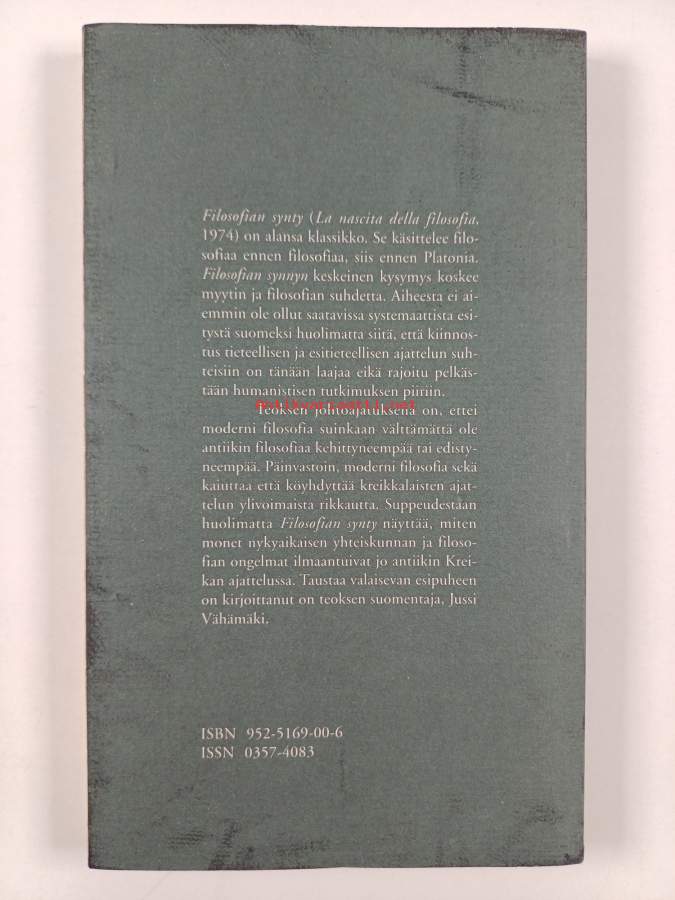 Filosofian synty (La nascita della filosofia,
1974) on alansa klassikko. Se käsittelee filo-
sofiaa ennen filosofiaa, siis ennen Platonia.
Filosofian synnyn keskeinen kysymys koskee
myytin ja filosofian suhdetta. Aiheesta ei ai-
emmin ole ollut saatavissa systemaattista esi-
tystä suomeksi huolimatta siitä, että kiinnos-
tus tieteellisen ja esitieteellisen ajattelun suh-
teisiin on tänään laajaa eikä rajoitu pelkäs-
tään humanistisen tutkimuksen piiriin.
Antikvariaatti.net
Teoksen johtoajatuksena on, ettei
moderni filosofia suinkaan välttämättä ole
antiikin filosofiaa kehittyneempää tai edisty-
neempää. Päinvastoin, moderni filosofia sekä
kaiuttaa että köyhdyttää kreikkalaisten ajat-
telun ylivoimaista rikkautta. Suppeudestaan
huolimatta Filosofian synty näyttää, miten
monet nykyaikaisen yhteiskunnan ja filoso-
fian ongelmat ilmaantuivat jo antiikin Krei-
kan ajattelussa. Taustaa valaisevan esipuheen
on kirjoittanut on teoksen suomentaja, Jussi
Vähämäki.
ISBN 952-5169-00-6
ISSN 0357-4083